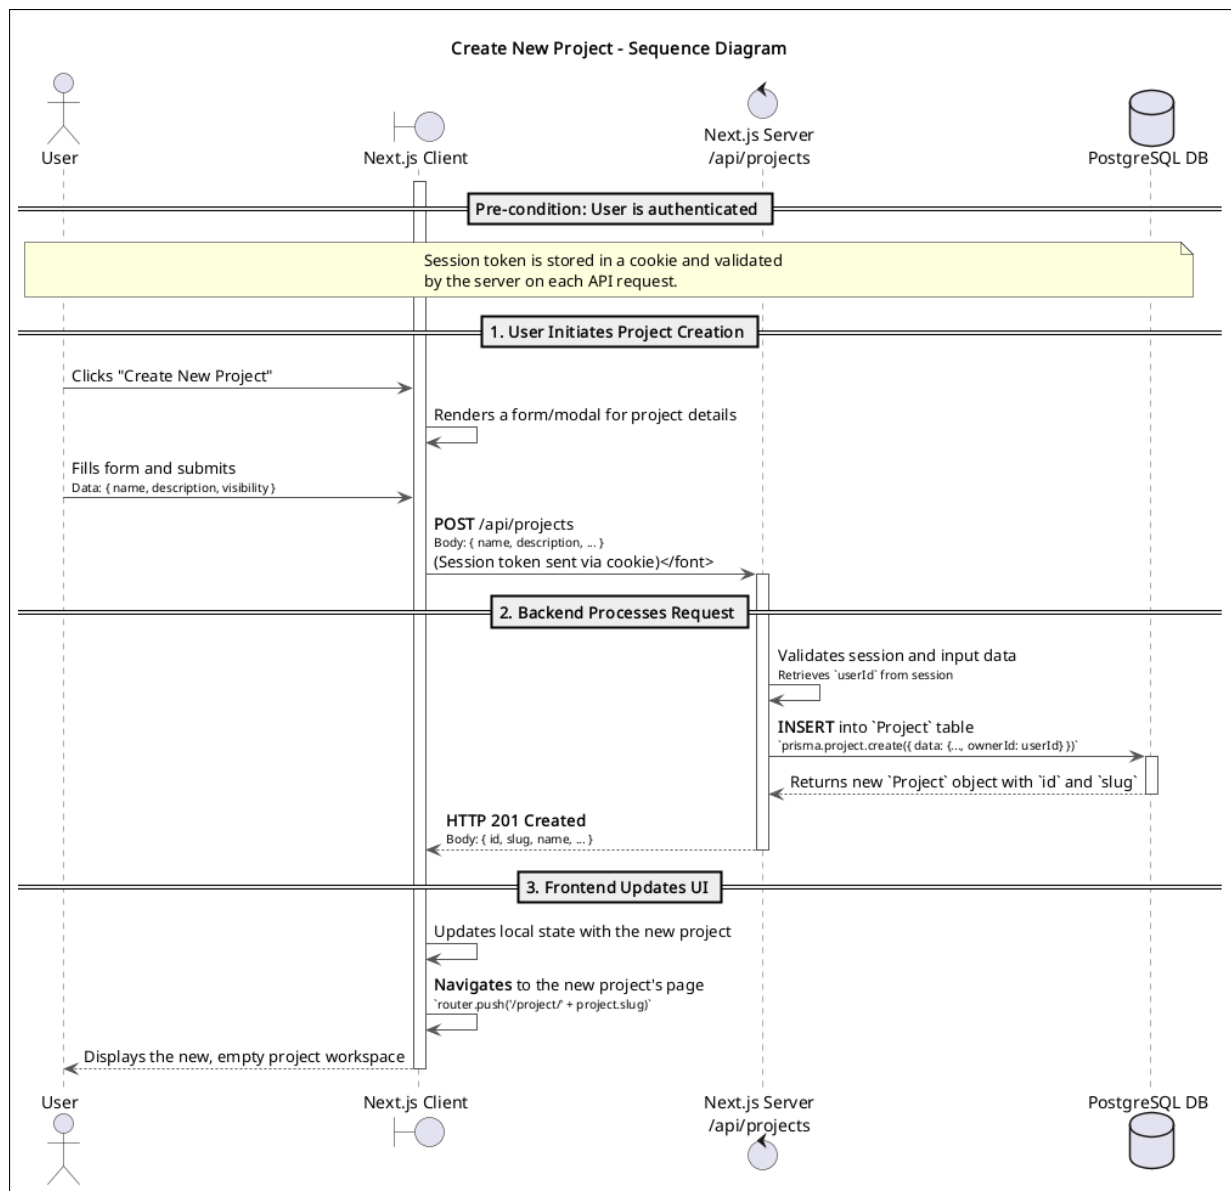 Create New Project - Sequence Diagram
User
Next.js Client
Next.js Server
/api/projects
PostgreSQL DB
Pre-condition: User is authenticated
Session token is stored in a cookie and validated
by the server on each API request.
1. User Initiates Project Creation
Clicks "Create New Project"
Renders a form/modal for project details
Fills form and submits
Data: { name, description, visibility }
POST /api/projects
Body: { name, description, ... }
(Session token sent via cookie)</font>
2. Backend Processes Request
Validates session and input data
Retrieves `userId` from session
INSERT into `Project` table
`prisma.project.create({ data: {..., ownerId: userId} })`
Returns new `Project` object with `id` and `slug`
HTTP 201 Created
Body: { id, slug, name, ... }
3. Frontend Updates UI
Updates local state with the new project
Navigates to the new project's page
`router.push('/project/' + project.slug)`
Displays the new, empty project workspace
User
Next.js Client
Next.js Server
/api/projects
PostgreSQL DB